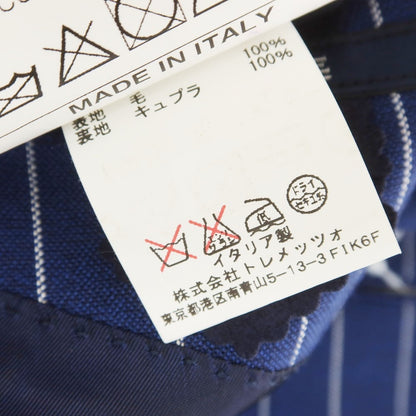 MADE IN ITALY
表地 毛 100%
裏地 キュプラ 100%
低
ドライ
セキユ系
イタリア製
株式会社 トレメッツォ
東京都港区南青山5-13-3FIK6F